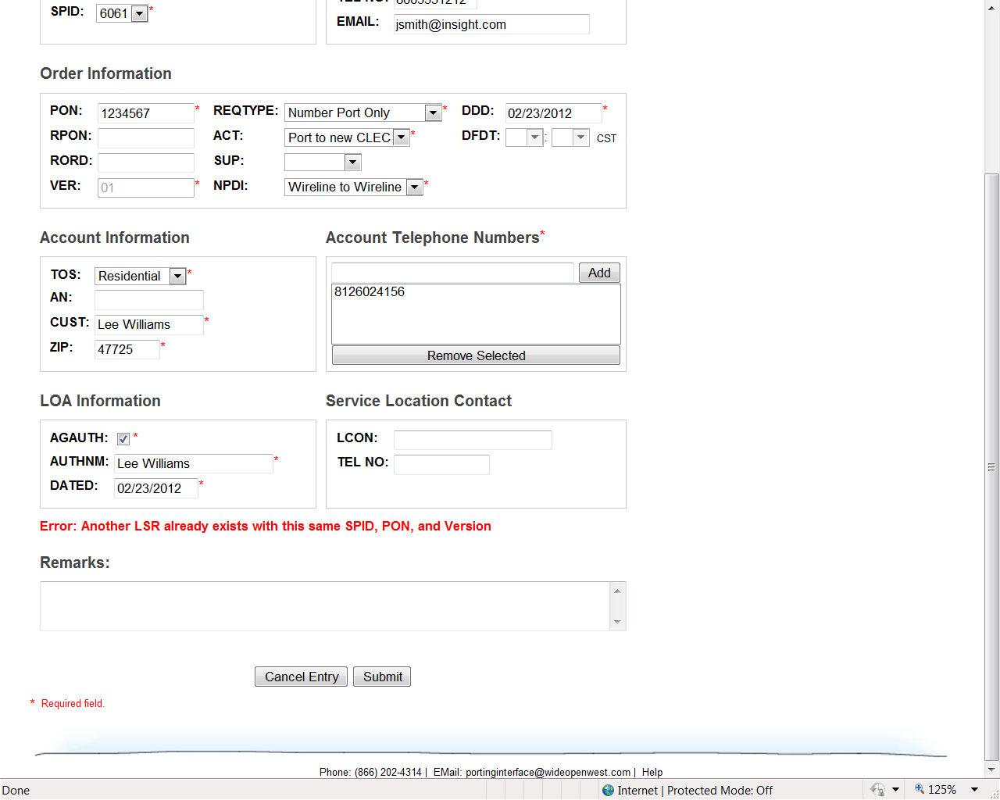 SPID: 6061 *
EMAIL: jsmith@insight.com
Order Information
PON: 1234567 * REQTYPE: Number Port Only * DDD: 02/23/2012 *
RPON: ACT: Port to new CLEC * DFDT: : CST
RORD: SUP:
VER: 01 * NPDI: Wireline to Wireline *
Account Information
TOS: Residential *
AN:
CUST: Lee Williams *
ZIP: 47725 *
Account Telephone Numbers*
Add
8126024156
Remove Selected
LOA Information
AGAUTH: *
AUTHNM: Lee Williams *
DATED: 02/23/2012 *
Service Location Contact
LCON:
TEL NO:
Error: Another LSR already exists with this same SPID, PON, and Version
Remarks:
Cancel Entry Submit
* Required field.
Phone: (866) 202-4314 | EMail: portinginterface@wideopenwest.com | Help
Done Internet | Protected Mode: Off 125%